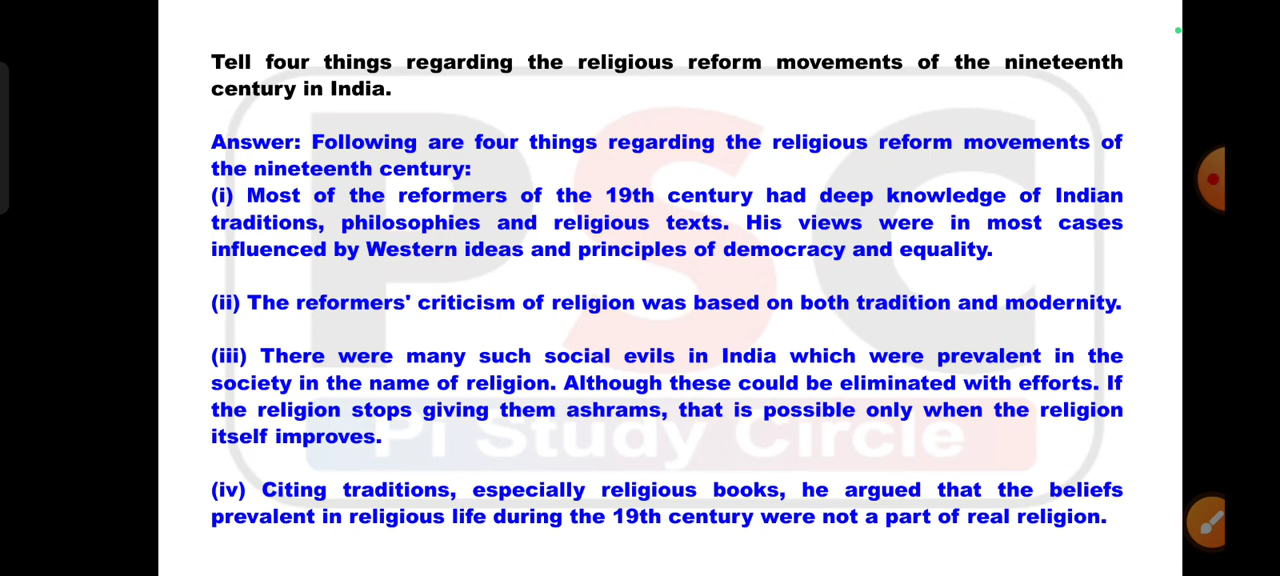 Tell four things regarding the religious reform movements of the nineteenth
century in India.
Answer: Following are four things regarding the religious reform movements of
the nineteenth century:
(i) Most of the reformers of the 19th century had deep knowledge of Indian
traditions, philosophies and religious texts. His views were in most cases
influenced by Western ideas and principles of democracy and equality.
(ii) The reformers' criticism of religion was based on both tradition and modernity.
(iii) There were many such social evils in India which were prevalent in the
society in the name of religion. Although these could be eliminated with efforts. If
the religion stops giving them ashrams, that is possible only when the religion
itself improves.
(iv) Citing traditions, especially religious books, he argued that the beliefs
prevalent in religious life during the 19th century were not a part of real religion.
PSC
Pi Study Circle